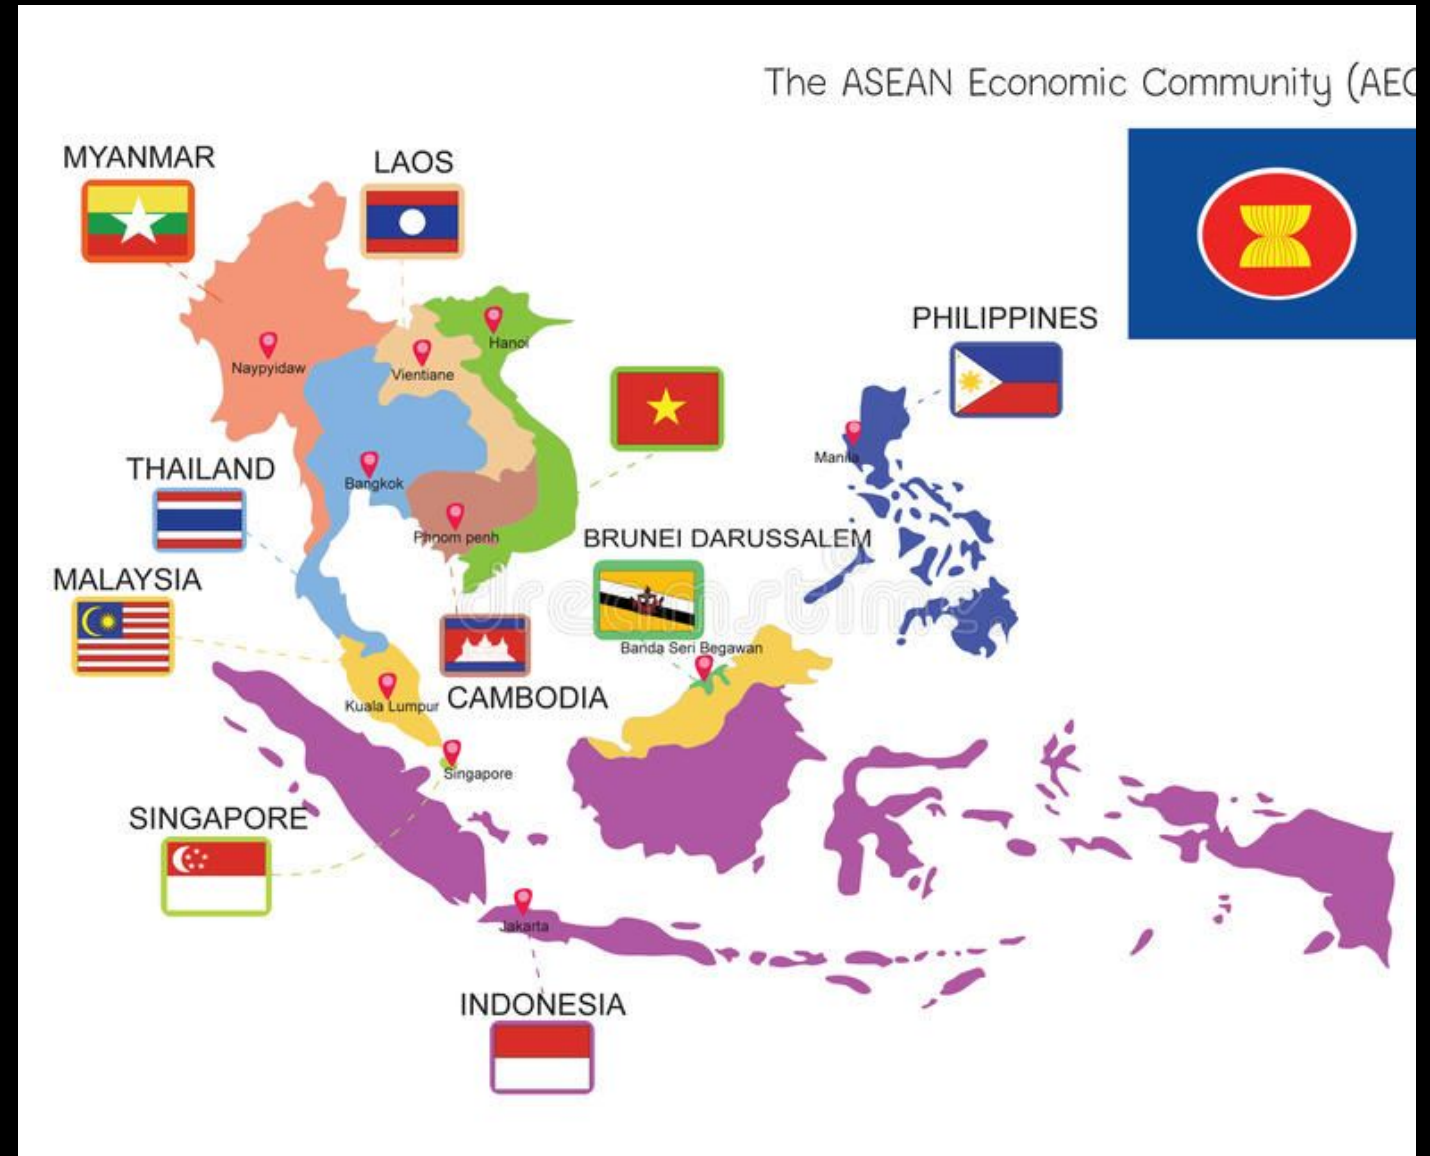 The ASEAN Economic Community (AEC
MYANMAR
LAOS
PHILIPPINES
Hanoi
Naypyidaw
Vientiane
Manila
THAILAND
Bangkok
Phnom penh
BRUNEI DARUSSALEM
MALAYSIA
dreamstime
Banda Seri Begawan
CAMBODIA
Kuala Lumpur
Singapore
SINGAPORE
Jakarta
INDONESIA